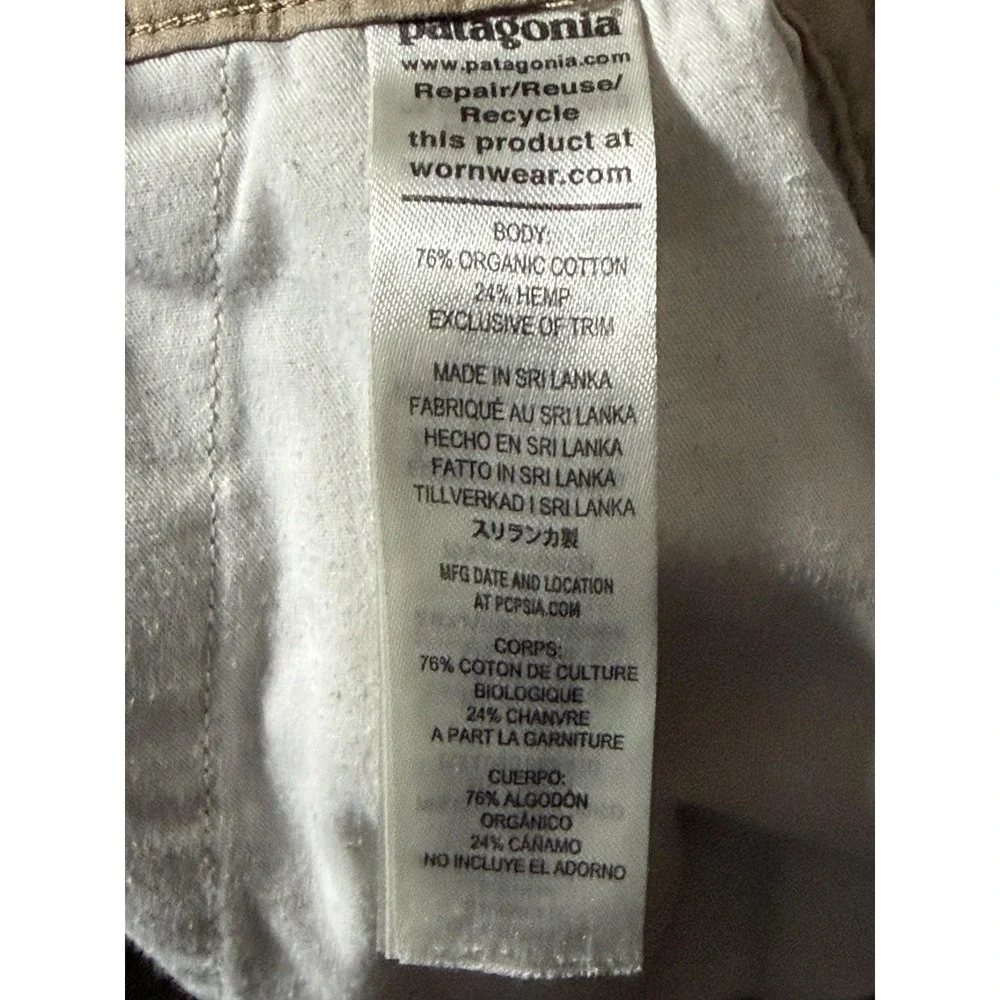 patagonia
www.patagonia.com
Repair/Reuse/
Recycle
this product at
wornwear.com
BODY:
76% ORGANIC COTTON
24% HEMP
EXCLUSIVE OF TRIM
MADE IN SRI LANKA
FABRIQUÉ AU SRI LANKA
HECHO EN SRI LANKA
FATTO IN SRI LANKA
TILLVERKAD I SRI LANKA
スリランカ製
MFG DATE AND LOCATION
AT PCPSIA.COM
CORPS:
76% COTON DE CULTURE
BIOLOGIQUE
24% CHANVRE
A PART LA GARNITURE
CUERPO:
76% ALGODÓN
ORGÁNICO
24% CÁÑAMO
NO INCLUYE EL ADORNO